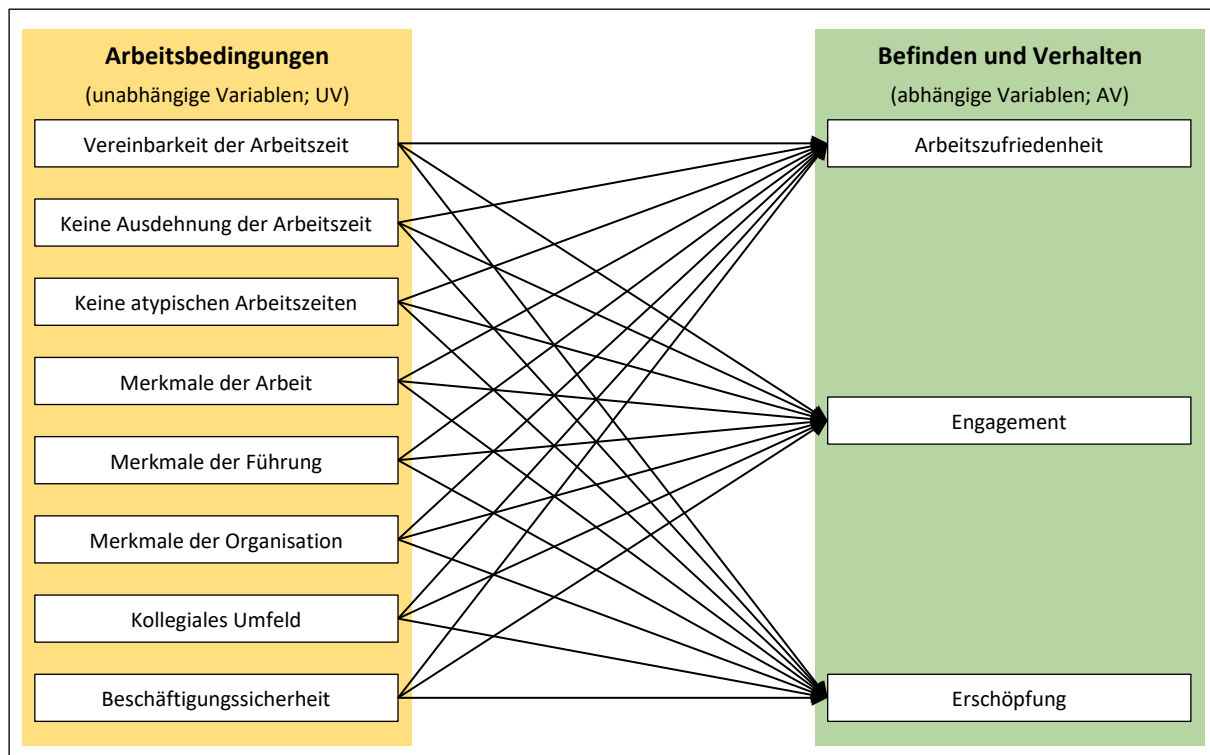 Arbeitsbedingungen
(unabhängige Variablen; UV)
Vereinbarkeit der Arbeitszeit
Keine Ausdehnung der Arbeitszeit
Keine atypischen Arbeitszeiten
Merkmale der Arbeit
Merkmale der Führung
Merkmale der Organisation
Kollegiales Umfeld
Beschäftigungssicherheit
Befinden und Verhalten
(abhängige Variablen; AV)
Arbeitszufriedenheit
Engagement
Erschöpfung